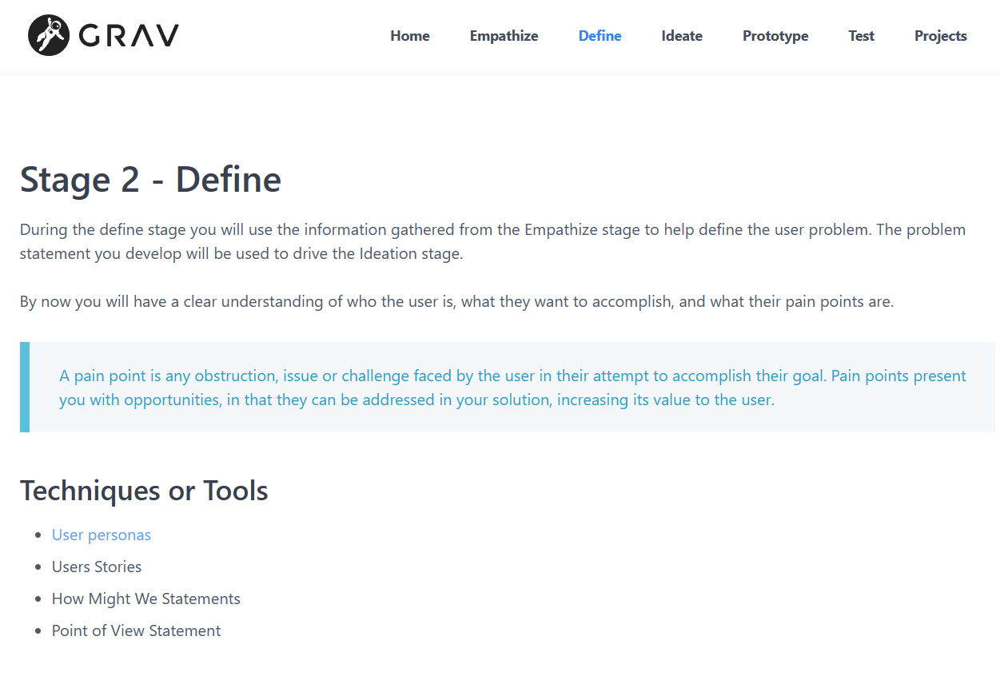 GRAV
Home Empathize Define Ideate Prototype Test Projects
Stage 2 - Define
During the define stage you will use the information gathered from the Empathize stage to help define the user problem. The problem
statement you develop will be used to drive the Ideation stage.
By now you will have a clear understanding of who the user is, what they want to accomplish, and what their pain points are.
A pain point is any obstruction, issue or challenge faced by the user in their attempt to accomplish their goal. Pain points present
you with opportunities, in that they can be addressed in your solution, increasing its value to the user.
Techniques or Tools
• User personas
• Users Stories
• How Might We Statements
• Point of View Statement